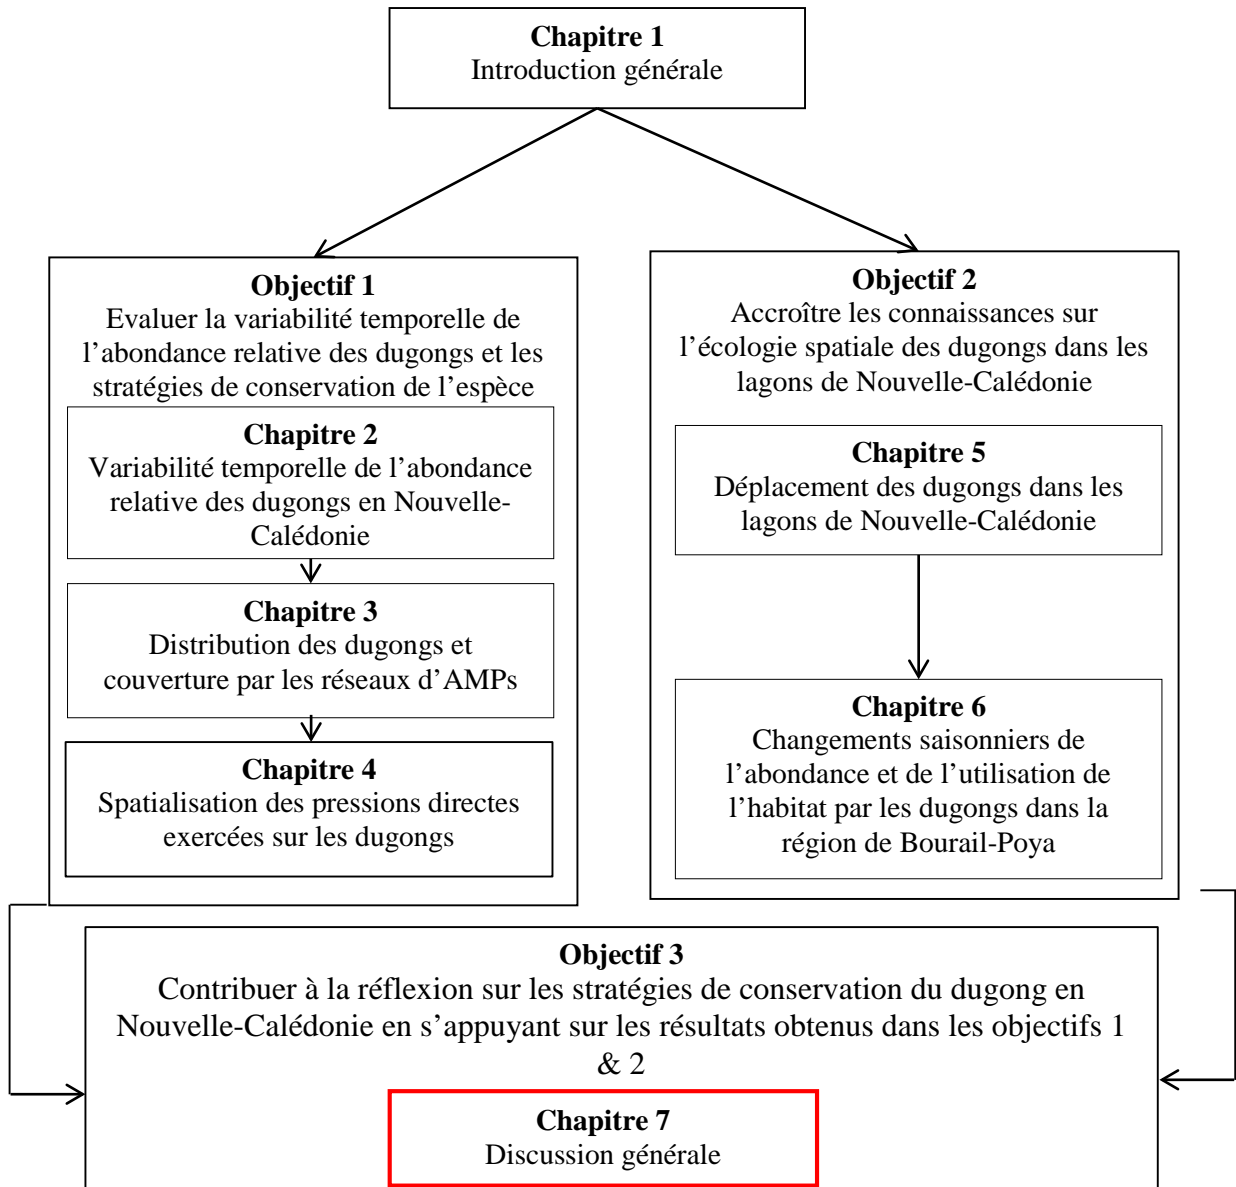 Chapitre 1
Introduction générale
Objectif 1
Evaluer la variabilité temporelle de
l’abondance relative des dugongs et les
stratégies de conservation de l’espèce
Chapitre 2
Variabilité temporelle de l’abondance
relative des dugongs en Nouvelle-
Calédonie
Chapitre 3
Distribution des dugongs et
couverture par les réseaux d’AMPs
Chapitre 4
Spatialisation des pressions directes
exercées sur les dugongs
Objectif 2
Accroître les connaissances sur
l’écologie spatiale des dugongs dans les
lagons de Nouvelle-Calédonie
Chapitre 5
Déplacement des dugongs dans les
lagons de Nouvelle-Calédonie
Chapitre 6
Changements saisonniers de
l’abondance et de l’utilisation de
l’habitat par les dugongs dans la
région de Bourail-Poya
Objectif 3
Contribuer à la réflexion sur les stratégies de conservation du dugong en
Nouvelle-Calédonie en s’appuyant sur les résultats obtenus dans les objectifs 1
& 2
Chapitre 7
Discussion générale